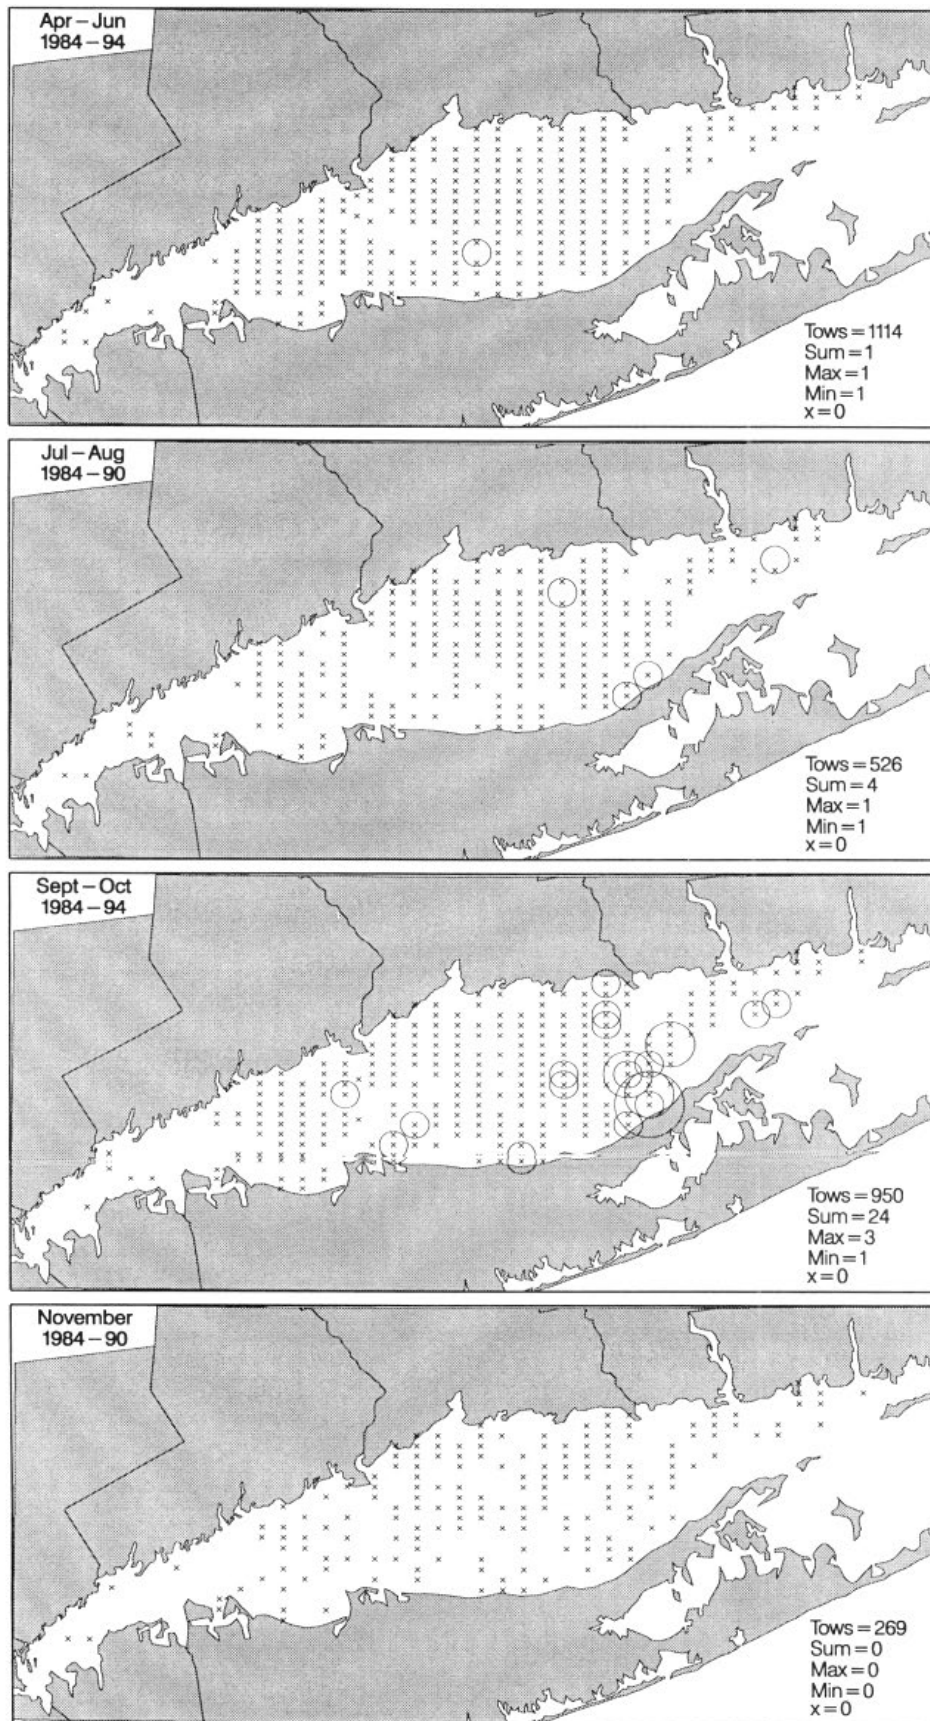 Apr – Jun
1984 – 94
Tows = 1114
Sum = 1
Max = 1
Min = 1
x = 0
Jul – Aug
1984 – 90
Tows = 526
Sum = 4
Max = 1
Min = 1
x = 0
Sept – Oct
1984 – 94
Tows = 950
Sum = 24
Max = 3
Min = 1
x = 0
November
1984 – 90
Tows = 269
Sum = 0
Max = 0
Min = 0
x = 0